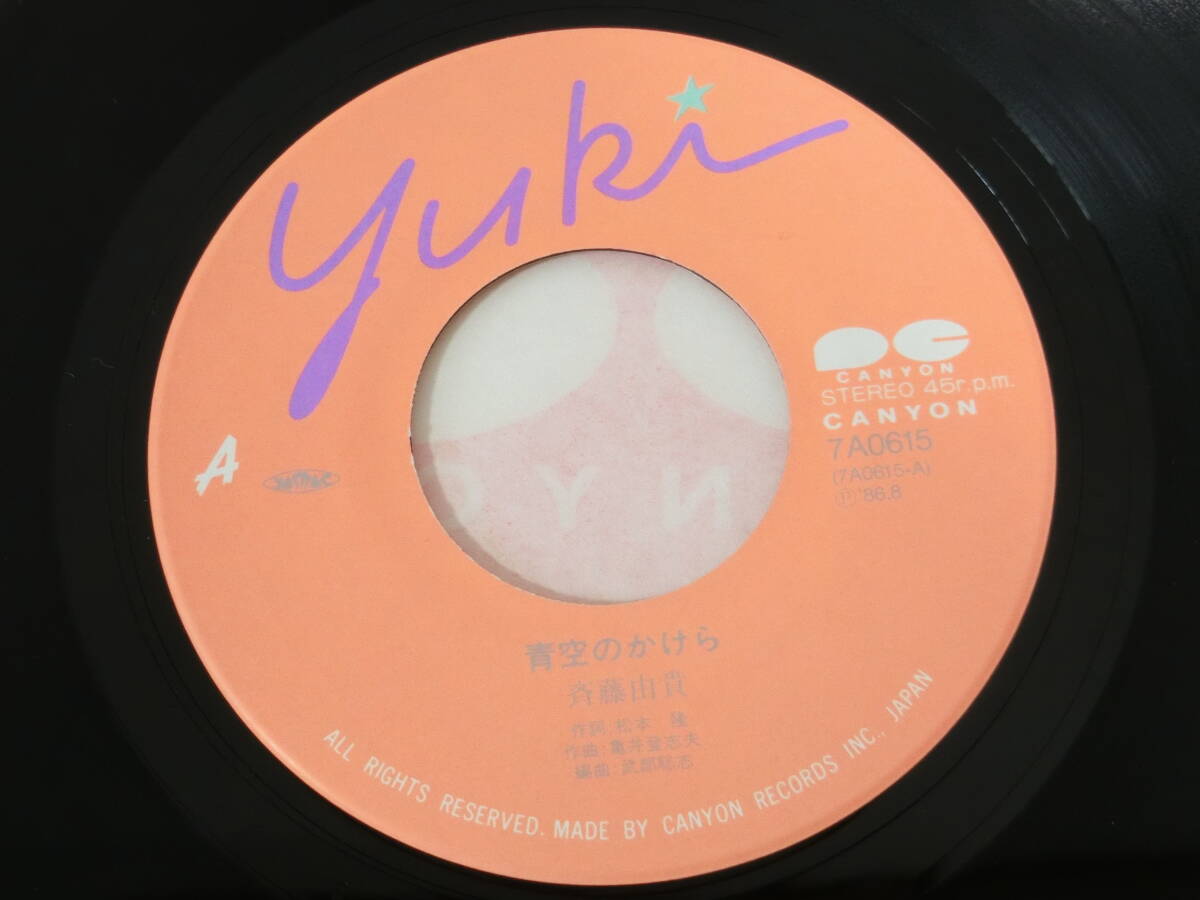 yuki
CANYON
STEREO 45r.p.m.
CANYON
7A0615
(7A0615-A)
Ⓟ'86.8
A
青空のかけら
斉藤由貴
作詞:松本 隆
作曲:亀井登志夫
編曲:武部聡志
ALL RIGHTS RESERVED. MADE BY CANYON RECORDS INC., JAPAN